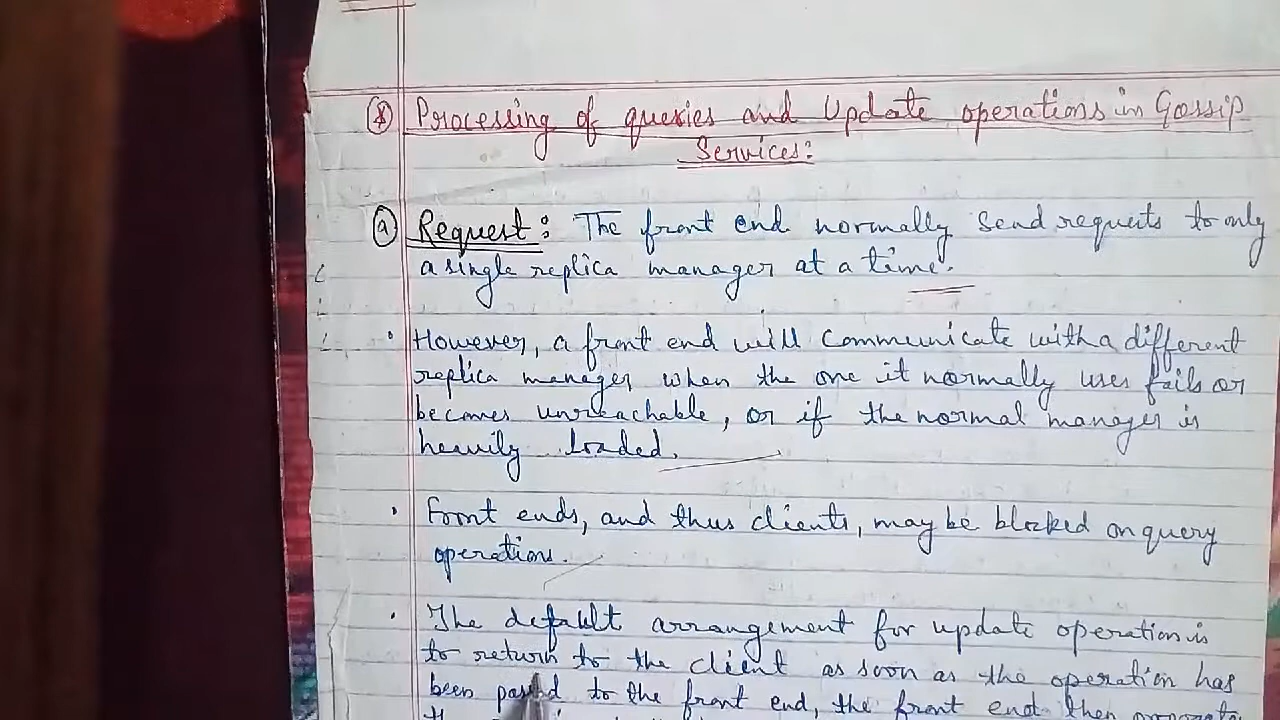 ⊗ Processing of queries and Update operations in Gossip
Services:
ⓐ Request: The front end normally send requests to only
a single replica manager at a time.
• However, a front end will communicate with a different
replica manager when the one it normally uses fails or
becomes unreachable, or if the normal manager is
heavily loaded.
• Front ends, and thus clients, may be blocked on query
operations.
• The default arrangement for update operation is
to return to the client as soon as the operation has
been passed to the front end, the front end then